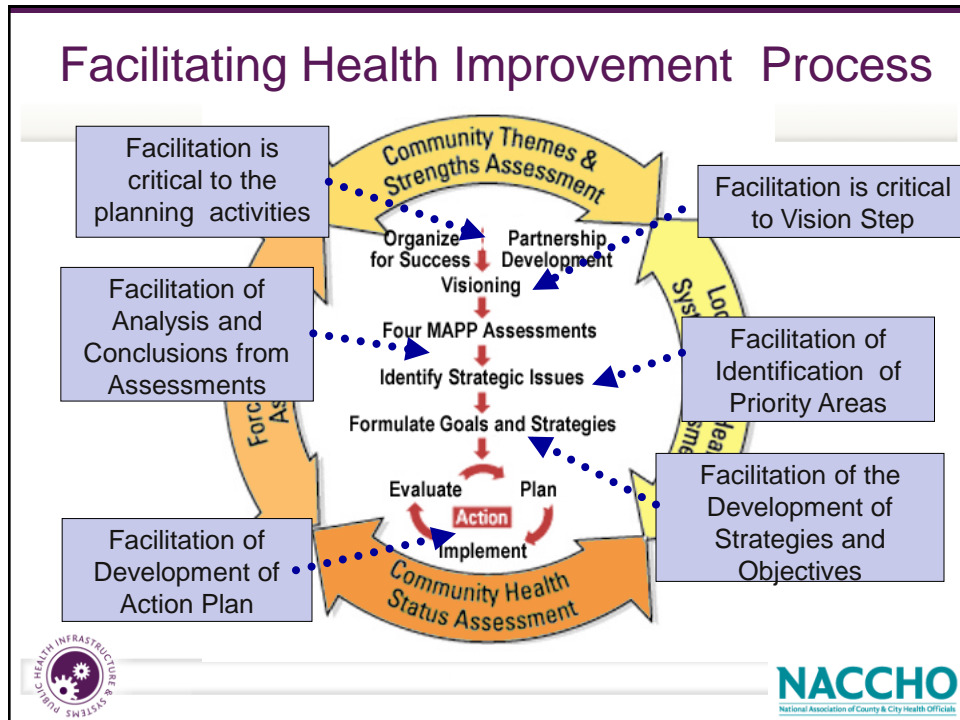 Facilitating Health Improvement Process
Facilitation is
critical to the
planning activities
Community Themes &
Strengths Assessment
Facilitation is critical
to Vision Step
Organize
for Success
Partnership
Development
Visioning
Facilitation of
Analysis and
Conclusions from
Assessments
Four MAPP Assessments
Identify Strategic Issues
Facilitation of
Identification of
Priority Areas
Formulate Goals and Strategies
Evaluate
Plan
Action
Implement
Facilitation of the
Development of
Strategies and
Objectives
Facilitation of
Development of
Action Plan
Community Health
Status Assessment
PUBLIC HEALTH INFRASTRUCTURE & SYSTEMS
NACCHO
National Association of County & City Health Officials